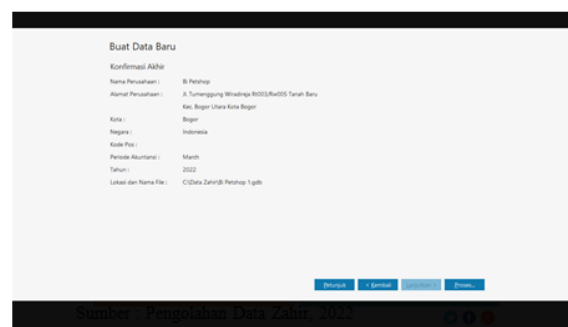 Buat Data Baru
Konfirmasi Akhir
Nama Perusahaan : Bi Petshop
Alamat Perusahaan : Jl. Tumenggung Wiradireja Rt003/Rw005 Tanah Baru
Kec. Bogor Utara Kota Bogor
Kota : Bogor
Negara : Indonesia
Kode Pos :
Periode Akuntansi : March
Tahun : 2022
Lokasi dan Nama File : C:\Data Zahir\Bi Petshop 1.gdb
Petunjuk < Kembali Lanjutkan > Proses...
Sumber : Pengolahan Data Zahir, 2022